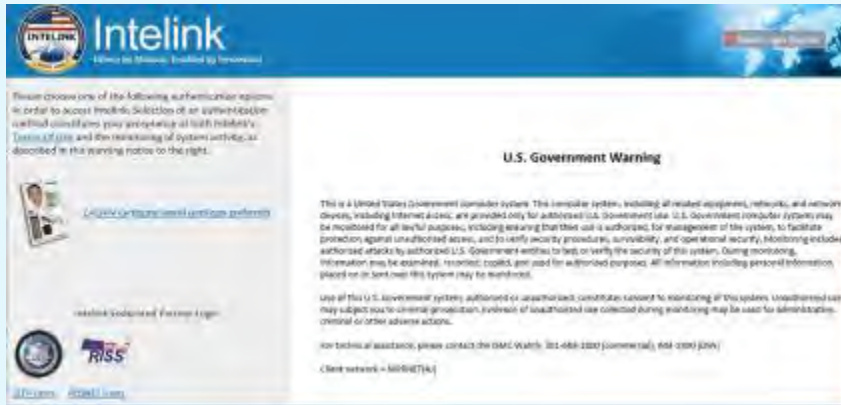 INTELINK
Intelink
Please choose one of the following authentication options
in order to access Intelink. Selection of an authentication
method constitutes your acceptance of both Intelink's
Terms of Use and the monitoring of system activity, as
described in the warning notice to the right.
U.S. Government Warning
This is a United States Government computer system. This computer system, including all related equipment, networks, and network
devices, including Internet access, are provided only for authorized U.S. Government use. U.S. Government computer systems may
be monitored for all lawful purposes, including ensuring that their use is authorized, for management of the system, to facilitate
protection against unauthorized access, and to verify security procedures, survivability, and operational security. Monitoring includes
authorized attacks by authorized U.S. Government entities to test or verify the security of this system. During monitoring,
information may be examined, recorded, copied, and used for authorized purposes. All information including personal information,
placed on or sent over this system may be monitored.
Use of this U.S. Government system, authorized or unauthorized, constitutes consent to monitoring of this system. Unauthorized use
may subject you to criminal prosecution. Evidence of unauthorized use collected during monitoring may be used for administrative,
criminal or other adverse actions.
For technical assistance, please contact the ISMC Watch:
Client network =
Intelink Federated Partner Login
RISS